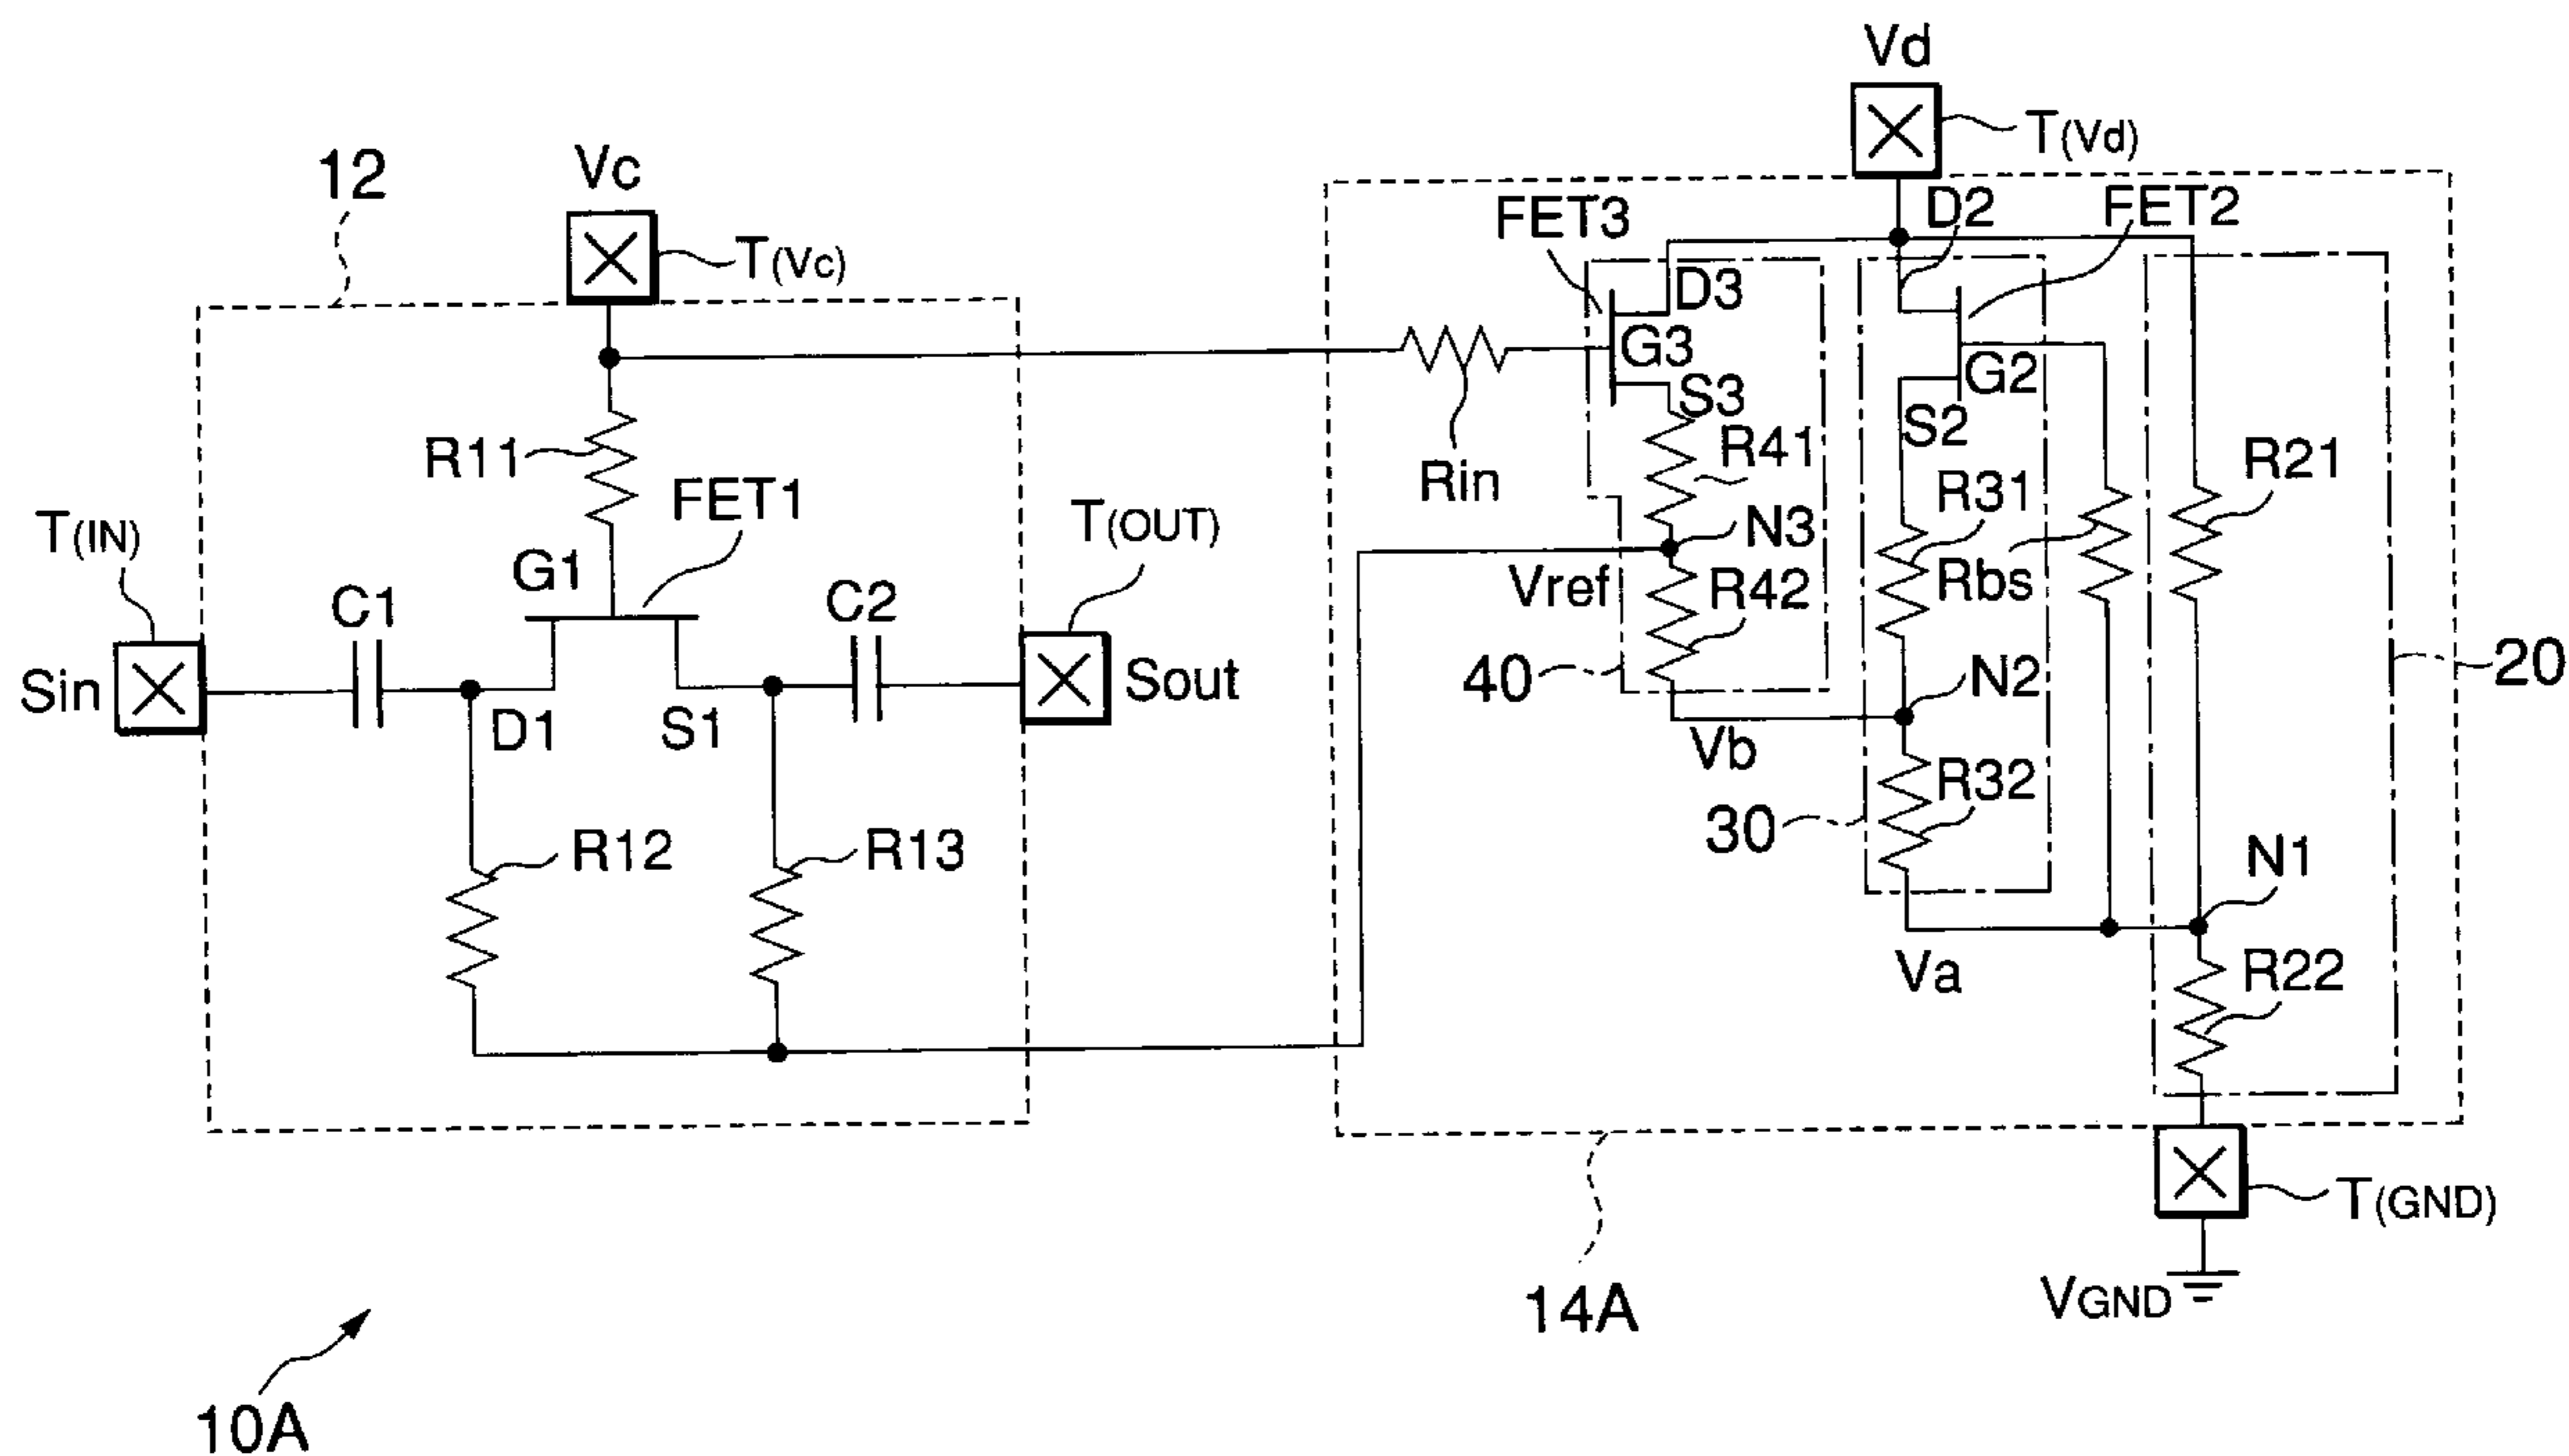 Vd
T(Vd)
12
Vc
T(Vc)
FET3
D2
FET2
D3
G3
G2
S3
S2
R11
R41
Rin
R21
FET1
R31
T(IN)
T(OUT)
N3
G1
Vref
R42
Rbs
C1
C2
40
N2
20
Sin
Sout
D1
S1
Vb
R32
30
R12
R13
N1
Va
R22
T(GND)
14A
VGND
10A